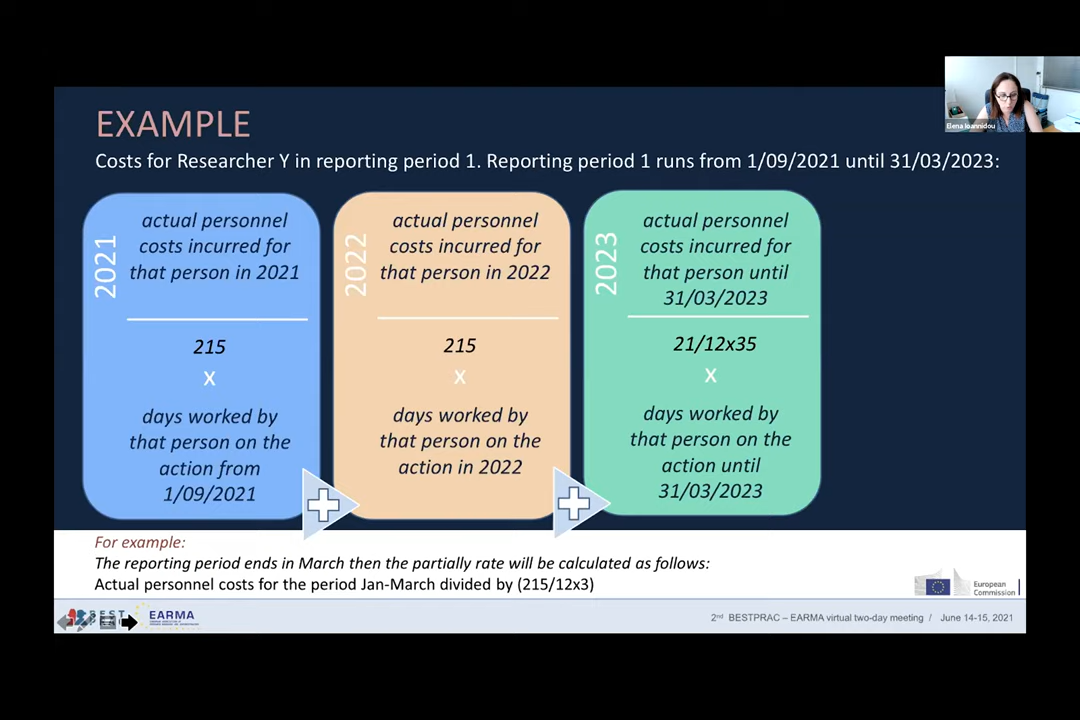 Elena Ioannidou
EXAMPLE
Costs for Researcher Y in reporting period 1. Reporting period 1 runs from 1/09/2021 until 31/03/2023:
2021
actual personnel
costs incurred for
that person in 2021
215
x
days worked by
that person on the
action from
1/09/2021
2022
actual personnel
costs incurred for
that person in 2022
215
x
days worked by
that person on the
action in 2022
2023
actual personnel
costs incurred for
that person until
31/03/2023
21/12x35
x
days worked by
that person on the
action until
31/03/2023
For example:
The reporting period ends in March then the partially rate will be calculated as follows:
Actual personnel costs for the period Jan-March divided by (215/12x3)
European
Commission
BEST
EARMA
2nd BESTPRAC – EARMA virtual two-day meeting / June 14-15, 2021